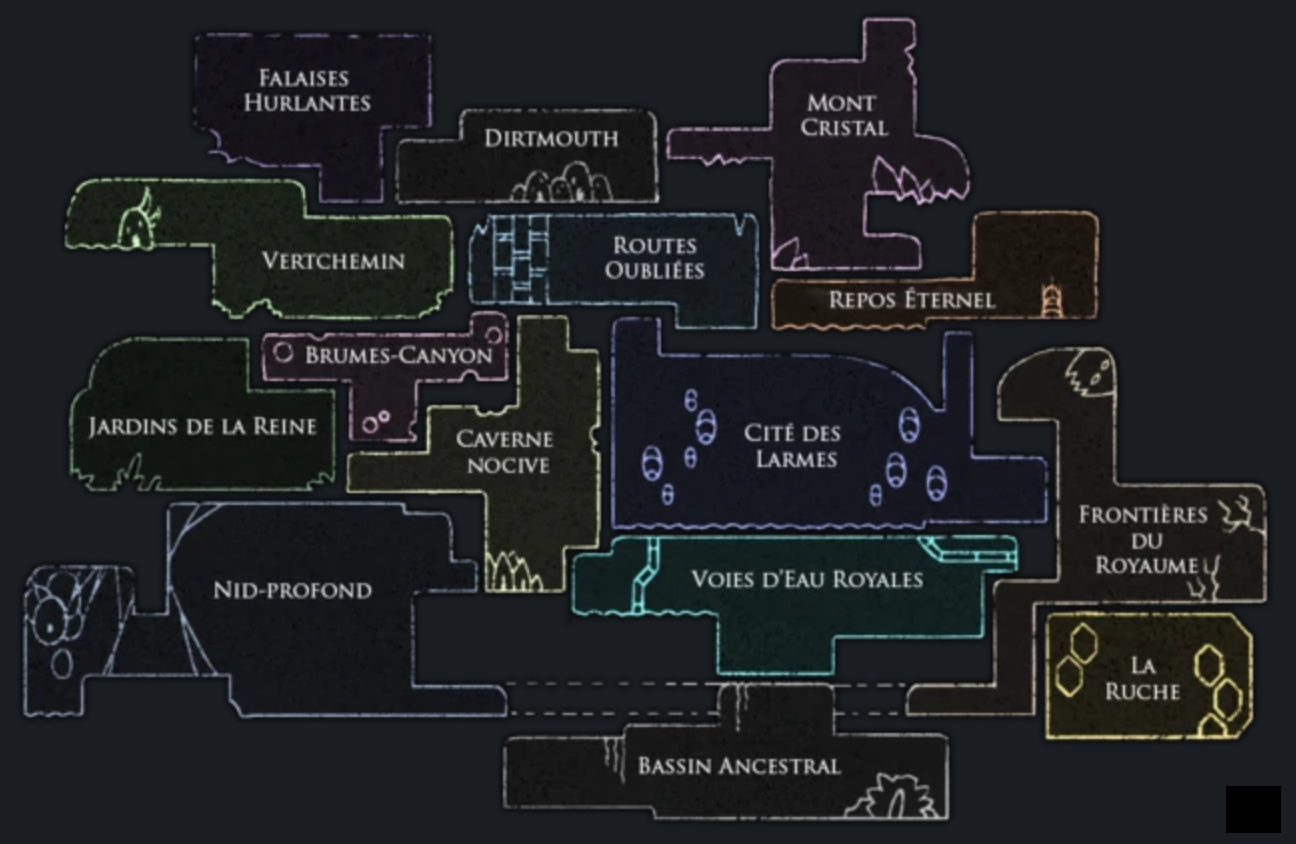 Falaises
Hurlantes
Dirtmouth
Mont
Cristal
Vertchemin
Routes
Oubliées
Repos Éternel
Brumes-Canyon
Jardins de la Reine
Caverne
nocive
Cité des
Larmes
Frontières
du
Royaume
Nid-profond
Voies d'Eau Royales
La
Ruche
Bassin Ancestral